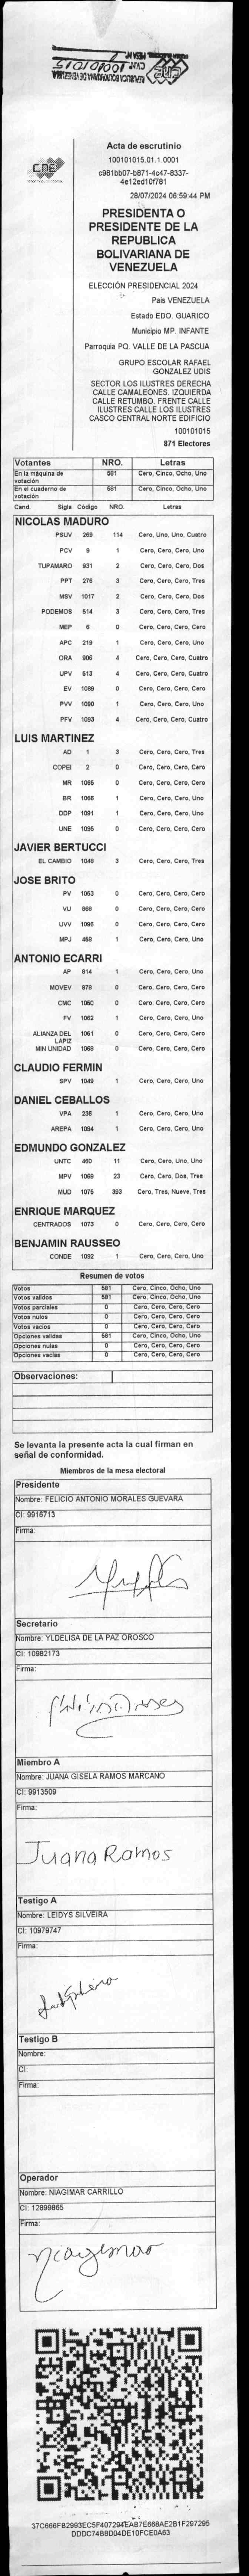 CNE
Acta de escrutinio
100101015.01.1.0001
c981bb07-b871-4c47-8337-
4e12ed10f781
28/07/2024 06:59:44 PM
PRESIDENTA O
PRESIDENTE DE LA
REPUBLICA
BOLIVARIANA DE
VENEZUELA
ELECCIÓN PRESIDENCIAL 2024
Pais VENEZUELA
Estado EDO. GUARICO
Municipio MP. INFANTE
Parroquia PQ. VALLE DE LA PASCUA
GRUPO ESCOLAR RAFAEL
GONZALEZ UDIS
SECTOR LOS ILUSTRES DERECHA
CALLE CAMALEONES. IZQUIERDA
CALLE RETUMBO. FRENTE CALLE
ILUSTRES CALLE LOS ILUSTRES
CASCO CENTRAL NORTE EDIFICIO
100101015
871 Electores
Votantes NRO. Letras
En la máquina de votación 581 Cero, Cinco, Ocho, Uno
En el cuaderno de votación 581 Cero, Cinco, Ocho, Uno
Cand. Sigla Código NRO. Letras
NICOLAS MADURO
PSUV 269 114 Cero, Uno, Uno, Cuatro
PCV 9 1 Cero, Cero, Cero, Uno
TUPAMARO 931 2 Cero, Cero, Cero, Dos
PPT 276 3 Cero, Cero, Cero, Tres
MSV 1017 2 Cero, Cero, Cero, Dos
PODEMOS 514 3 Cero, Cero, Cero, Tres
MEP 6 0 Cero, Cero, Cero, Cero
APC 219 1 Cero, Cero, Cero, Uno
ORA 906 4 Cero, Cero, Cero, Cuatro
UPV 513 4 Cero, Cero, Cero, Cuatro
EV 1089 0 Cero, Cero, Cero, Cero
PVV 1090 1 Cero, Cero, Cero, Uno
PFV 1093 4 Cero, Cero, Cero, Cuatro
LUIS MARTINEZ
AD 1 3 Cero, Cero, Cero, Tres
COPEI 2 0 Cero, Cero, Cero, Cero
MR 1065 0 Cero, Cero, Cero, Cero
BR 1066 1 Cero, Cero, Cero, Uno
DDP 1091 1 Cero, Cero, Cero, Uno
UNE 1095 0 Cero, Cero, Cero, Cero
JAVIER BERTUCCI
EL CAMBIO 1048 3 Cero, Cero, Cero, Tres
JOSE BRITO
PV 1053 0 Cero, Cero, Cero, Cero
VU 868 0 Cero, Cero, Cero, Cero
UVV 1096 0 Cero, Cero, Cero, Cero
MPJ 458 1 Cero, Cero, Cero, Uno
ANTONIO ECARRI
AP 814 1 Cero, Cero, Cero, Uno
MOVEV 878 0 Cero, Cero, Cero, Cero
CMC 1050 0 Cero, Cero, Cero, Cero
FV 1062 1 Cero, Cero, Cero, Uno
ALIANZA DEL LAPIZ 1051 0 Cero, Cero, Cero, Cero
MIN UNIDAD 1068 0 Cero, Cero, Cero, Cero
CLAUDIO FERMIN
SPV 1049 1 Cero, Cero, Cero, Uno
DANIEL CEBALLOS
VPA 236 1 Cero, Cero, Cero, Uno
AREPA 1094 1 Cero, Cero, Cero, Uno
EDMUNDO GONZALEZ
UNTC 460 11 Cero, Cero, Uno, Uno
MPV 1069 23 Cero, Cero, Dos, Tres
MUD 1075 393 Cero, Tres, Nueve, Tres
ENRIQUE MARQUEZ
CENTRADOS 1073 0 Cero, Cero, Cero, Cero
BENJAMIN RAUSSEO
CONDE 1092 1 Cero, Cero, Cero, Uno
Resumen de votos
Votos 581 Cero, Cinco, Ocho, Uno
Votos validos 581 Cero, Cinco, Ocho, Uno
Votos parciales 0 Cero, Cero, Cero, Cero
Votos nulos 0 Cero, Cero, Cero, Cero
Votos vacios 0 Cero, Cero, Cero, Cero
Opciones validas 581 Cero, Cinco, Ocho, Uno
Opciones nulas 0 Cero, Cero, Cero, Cero
Opciones vacías 0 Cero, Cero, Cero, Cero
Observaciones:
Se levanta la presente acta la cual firman en
señal de conformidad.
Miembros de la mesa electoral
Presidente
Nombre: FELICIO ANTONIO MORALES GUEVARA
CI: 9916713
Firma:
Secretario
Nombre: YLDELISA DE LA PAZ OROSCO
CI: 10982173
Firma:
Miembro A
Nombre: JUANA GISELA RAMOS MARCANO
CI: 9913509
Firma:
Juana Ramos
Testigo A
Nombre: LEIDYS SILVEIRA
CI: 10979747
Firma:
Testigo B
Nombre:
CI:
Firma:
Operador
Nombre: NIAGIMAR CARRILLO
CI: 12899865
Firma:
Niagimar
37C666FB2993EC5F407294EAB7E668AE2B1F297295
DDDC74B8D04DE10FCE0A63